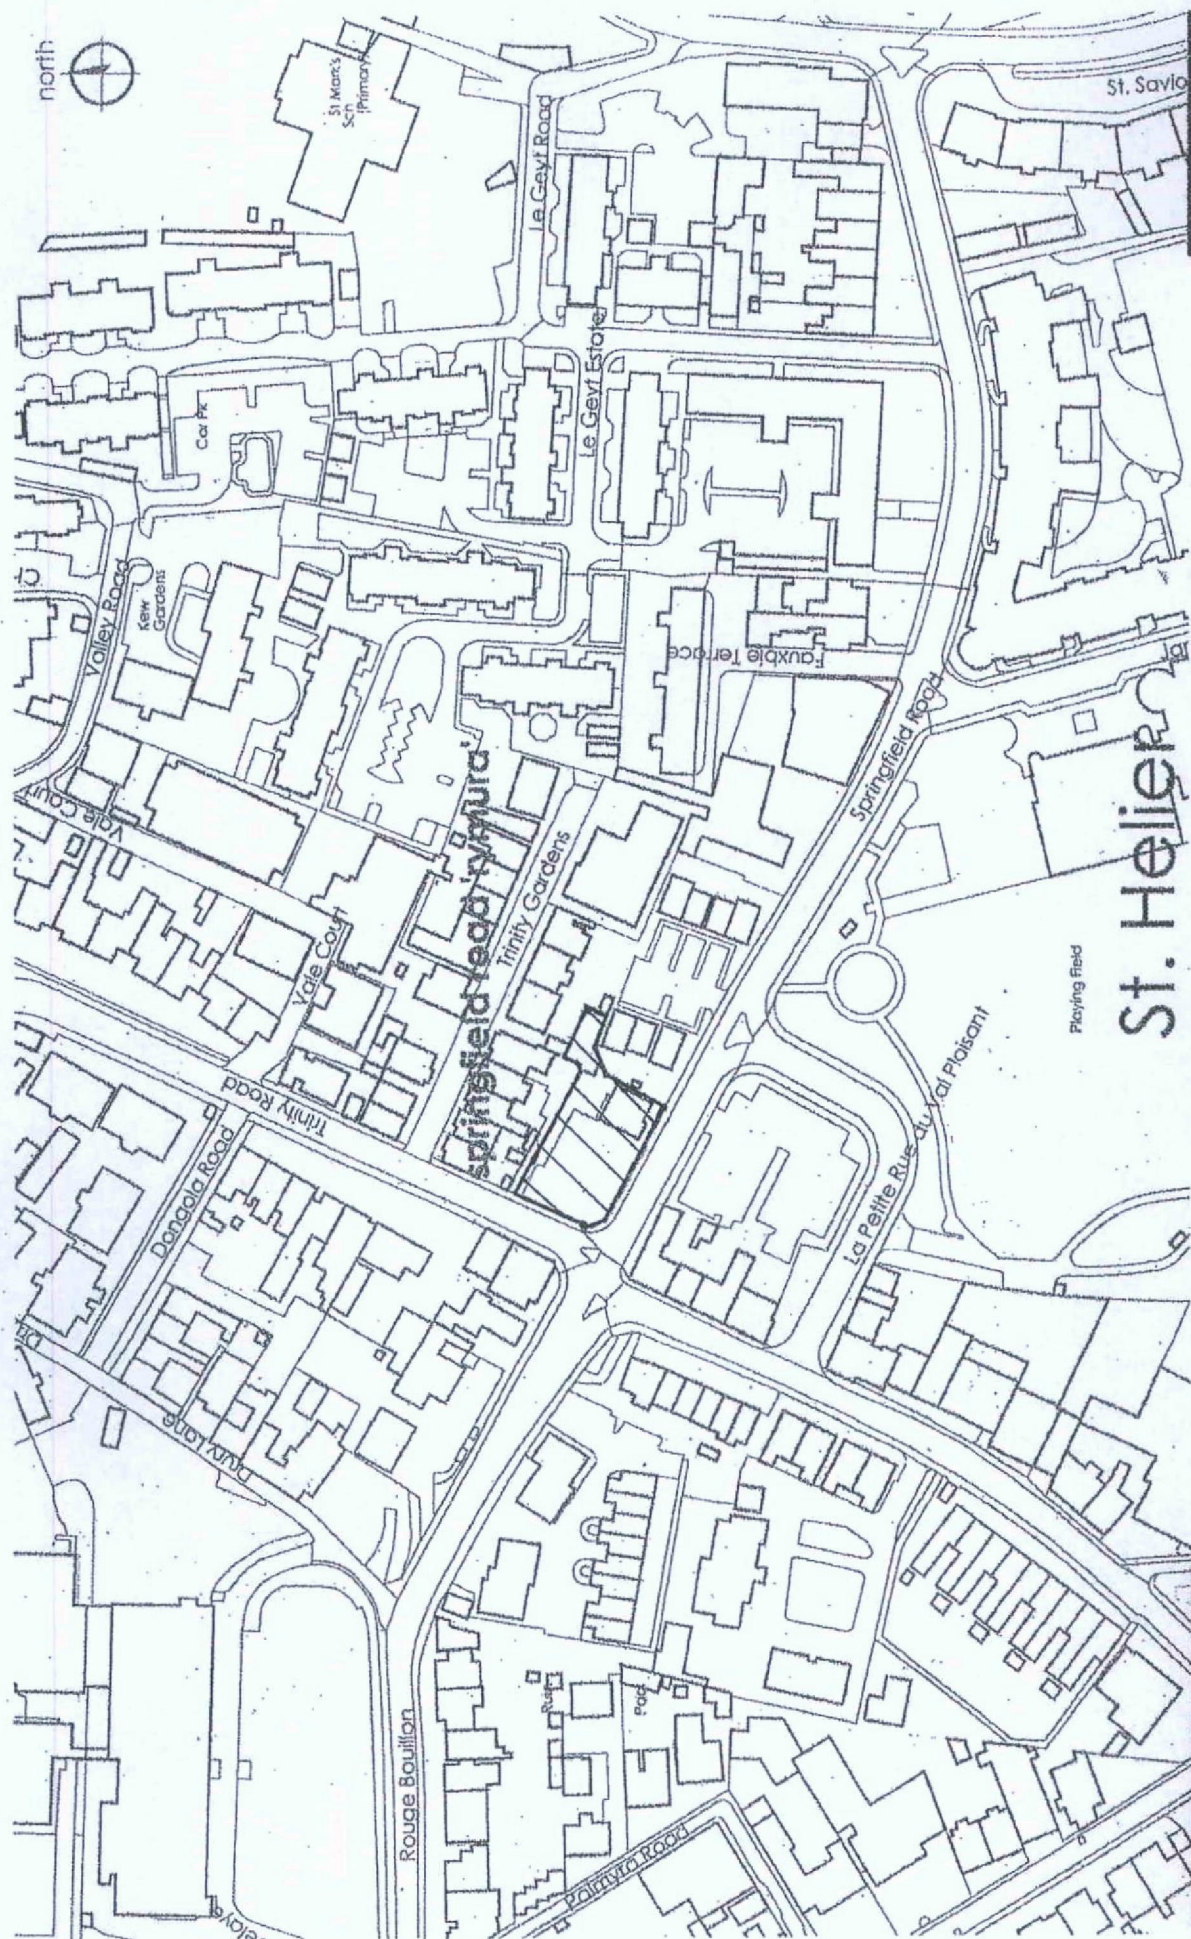 north
St Mark's
Sch
(Primary)
Le Geyt Road
St. Savio
Le Geyt Estate
Car Pk
Valley Road
Kew
Gardens
Fauxbie Terrace
Springfield Road
Vale Court
Vale Court
Trinity Gardens
springfield road 'rymura'
St. Helier
Playing Field
La Petite Rue du Val Plaisant
Trinity Road
Dongola Road
Drury Lane
Rouge Bouillon
Palmyra Road